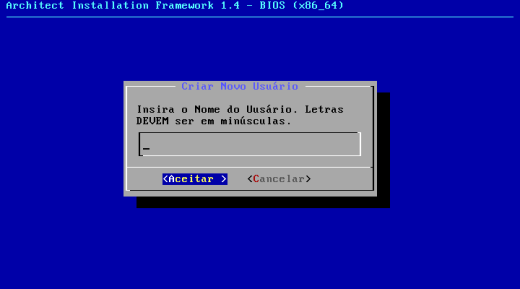 Architect Installation Framework 1.4 - BIOS (x86_64)
Criar Novo Usuário
Insira o Nome do Uusário. Letras
DEVEM ser em minúsculas.
<Aceitar > <Cancelar>